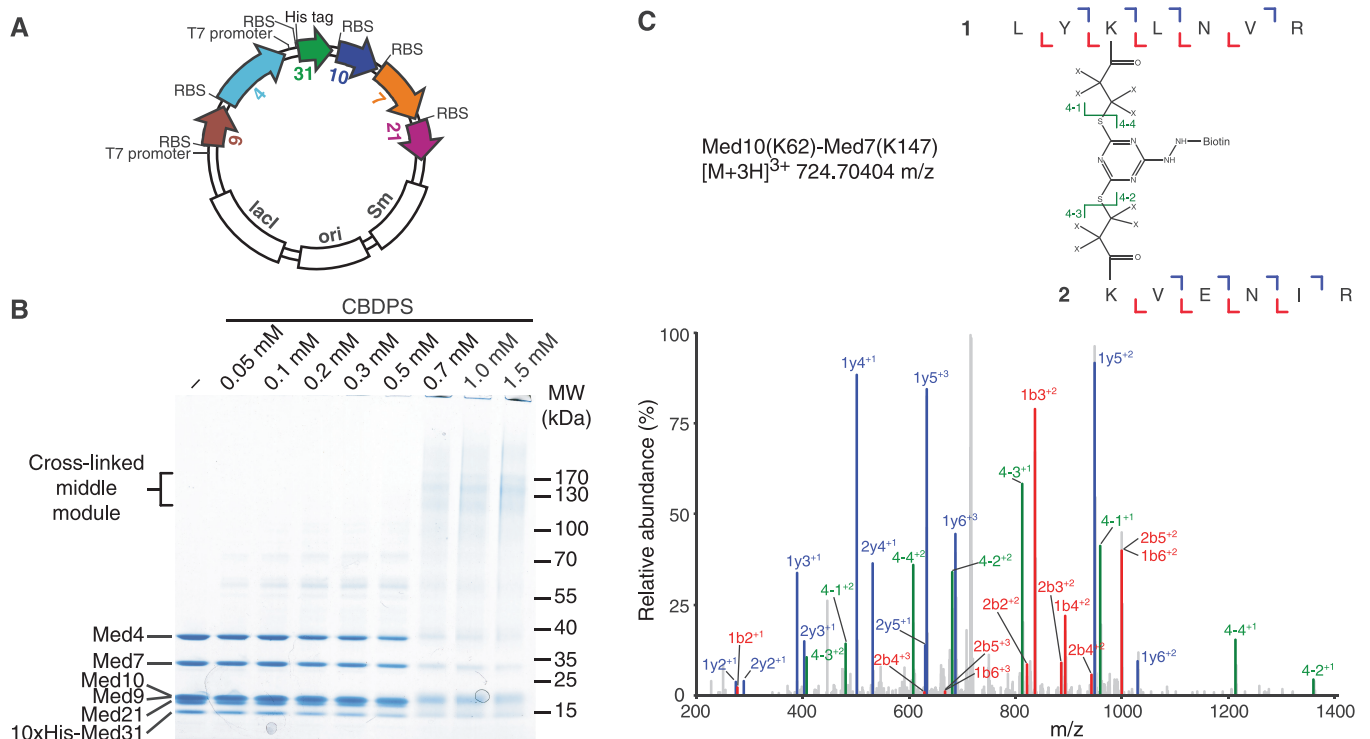 A
RBS
His tag
RBS
T7 promoter
RBS
31
10
RBS
4
7
RBS
RBS
T7 promoter
6
21
lacI
ori
Sm
B
CBDPS
–
0.05 mM
0.1 mM
0.2 mM
0.3 mM
0.5 mM
0.7 mM
1.0 mM
1.5 mM
MW
(kDa)
Cross-linked
middle
module
170
130
100
70
55
40
35
25
15
Med4
Med7
Med10
Med9
Med21
10xHis-Med31
C
1 L Y K L N V R
O
X X
X X
4-1
S
4-4
N N
N
NH
NH
Biotin
S
4-2
4-3
X X
X X
O
2 K V E N I R
Med10(K62)-Med7(K147)
[M+3H]3+ 724.70404 m/z
Relative abundance (%)
100
75
50
25
0
1y2+1
1b2+1
2y2+1
1y3+1
2y3+1
4-3+2
4-1+2
1y4+1
2y4+1
4-4+2
2b4+3
2y5+1
1y5+3
2b5+3
1b6+3
4-2+2
1y6+3
4-3+1
2b2+2
1b3+2
2b3+2
1b4+2
2b4+2
1y5+2
4-1+1
2b5+2
1b6+2
1y6+2
4-4+1
4-2+1
200 400 600 800 1000 1200 1400
m/z